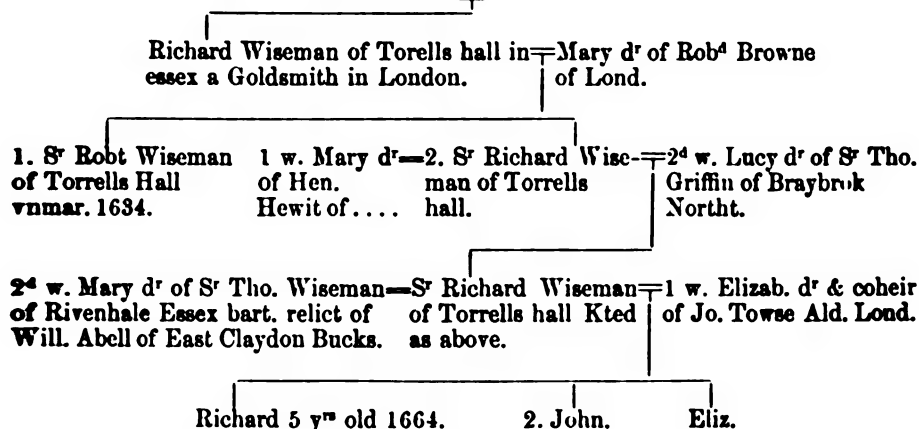 Richard Wiseman of Torells hall in Mary dʳ of Robᵈ Browne
essex a Goldsmith in London. of Lond.
1. Sʳ Robt Wiseman 1 w. Mary dʳ 2. Sʳ Richard Wise- 2ᵈ w. Lucy dʳ of Sʳ Tho.
of Torrells Hall of Hen. man of Torrells Griffin of Braybrok
vnmar. 1634. Hewit of .... hall. Northt.
2ᵈ w. Mary dʳ of Sʳ Tho. Wiseman Sʳ Richard Wiseman 1 w. Elizab. dʳ & coheir
of Rivenhale Essex bart. relict of of Torrells hall Kted of Jo. Towse Ald. Lond.
Will. Abell of East Claydon Bucks. as above.
Richard 5 yʳˢ old 1664. 2. John. Eliz.